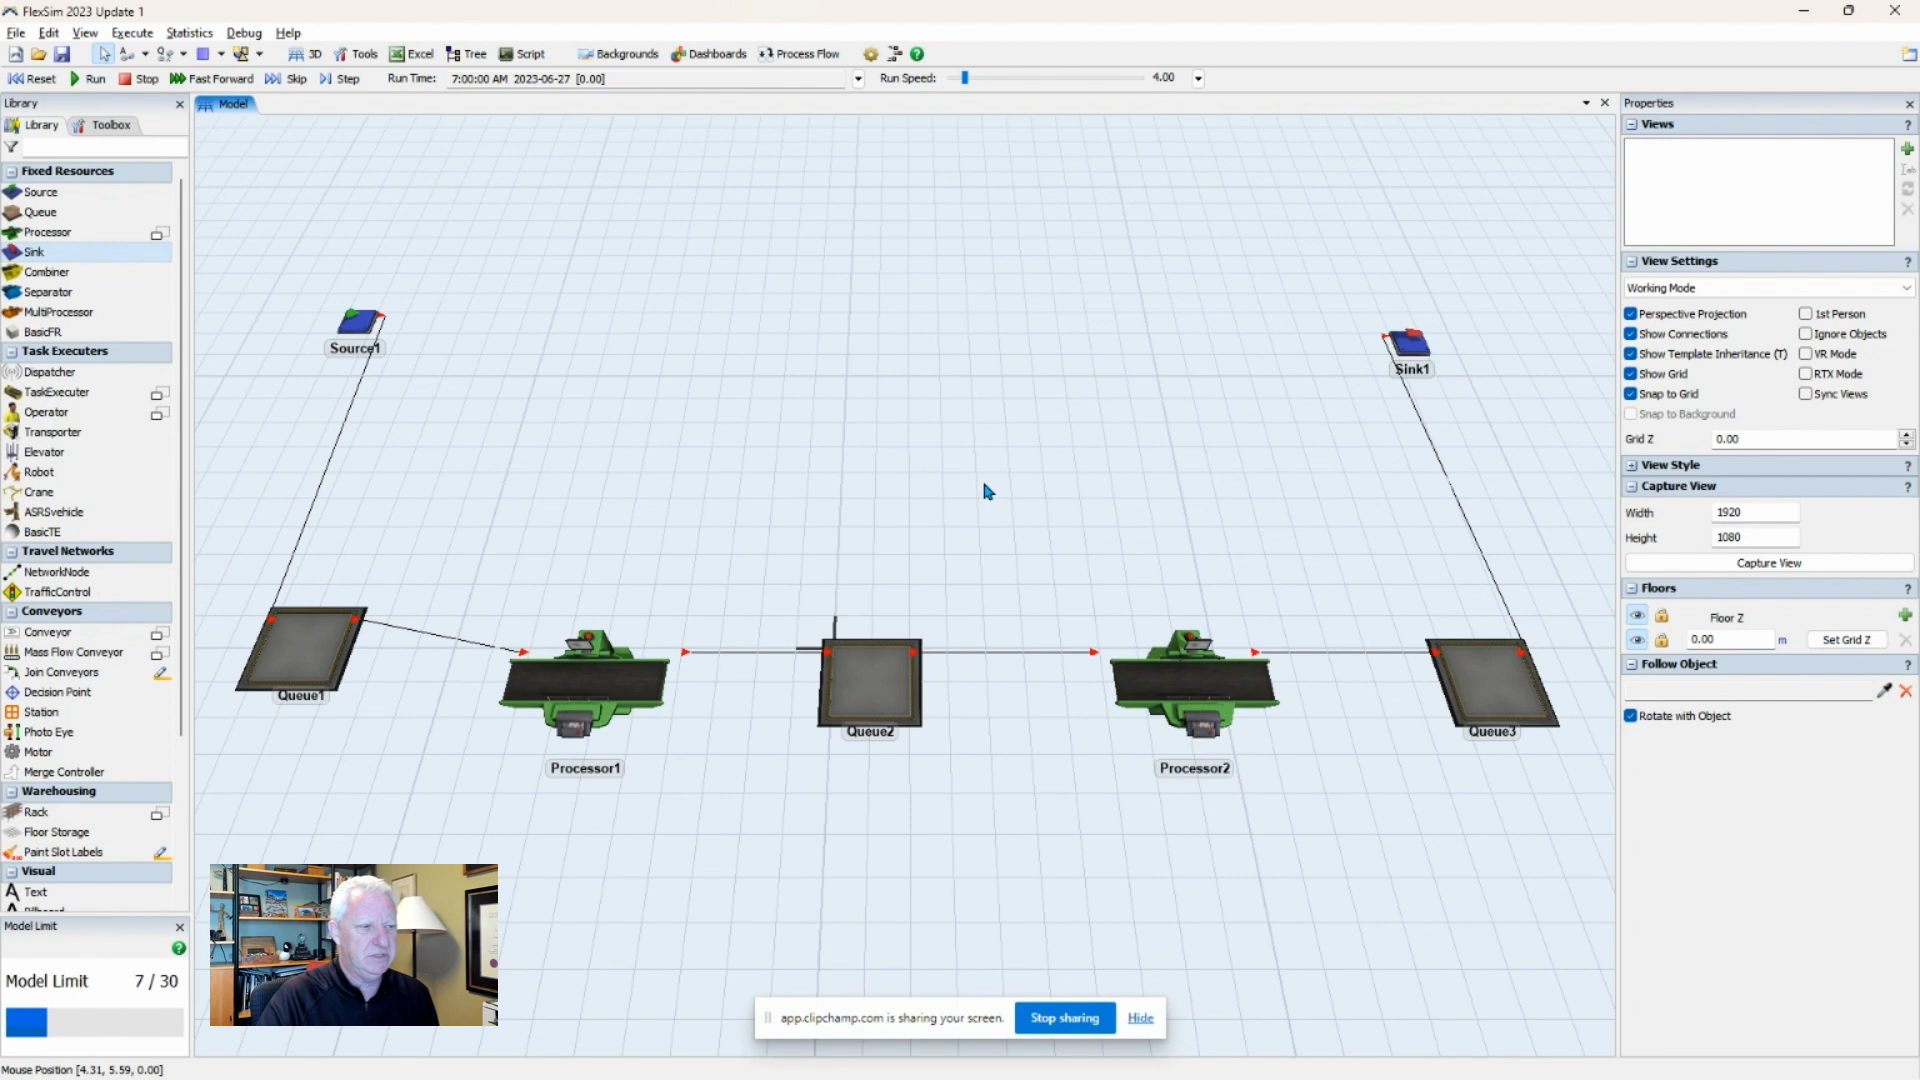 FlexSim 2023 Update 1
File Edit View Execute Statistics Debug Help
3D Tools Excel Tree Script Backgrounds Dashboards Process Flow
Reset Run Stop Fast Forward Skip Step Run Time: 7:00:00 AM 2023-06-27 [0.00] Run Speed: 4.00
Library
Library Toolbox
Fixed Resources
Source
Queue
Processor
Sink
Combiner
Separator
MultiProcessor
BasicFR
Task Executers
Dispatcher
TaskExecuter
Operator
Transporter
Elevator
Robot
Crane
ASRSvehicle
BasicTE
Travel Networks
NetworkNode
TrafficControl
Conveyors
Conveyor
Mass Flow Conveyor
Join Conveyors
Decision Point
Station
Photo Eye
Motor
Merge Controller
Warehousing
Rack
Floor Storage
Paint Slot Labels
Visual
Text
Model Limit
Model Limit 7 / 30
Mouse Position [4.31, 5.59, 0.00]
Model
Source1
Sink1
Queue1
Processor1
Queue2
Processor2
Queue3
app.clipchamp.com is sharing your screen. Stop sharing Hide
Properties
Views ?
View Settings ?
Working Mode
Perspective Projection 1st Person
Show Connections Ignore Objects
Show Template Inheritance (T) VR Mode
Show Grid RTX Mode
Snap to Grid Sync Views
Snap to Background
Grid Z 0.00
View Style ?
Capture View ?
Width 1920
Height 1080
Capture View
Floors ?
Floor Z
0.00 m Set Grid Z
Follow Object ?
Rotate with Object